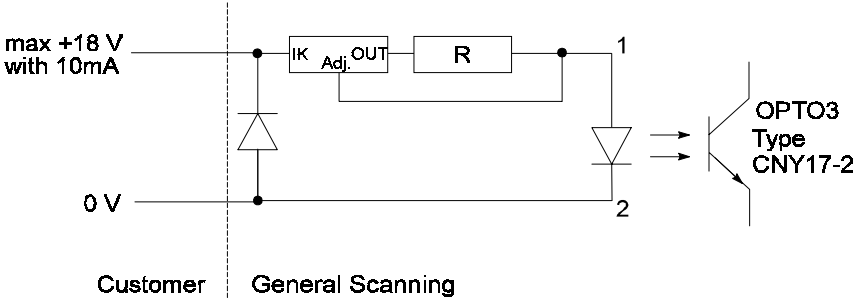 max +18 V
with 10mA
IK
Adj.
OUT
R
1
OPTO3
Type
CNY17-2
0 V
2
Customer
General Scanning